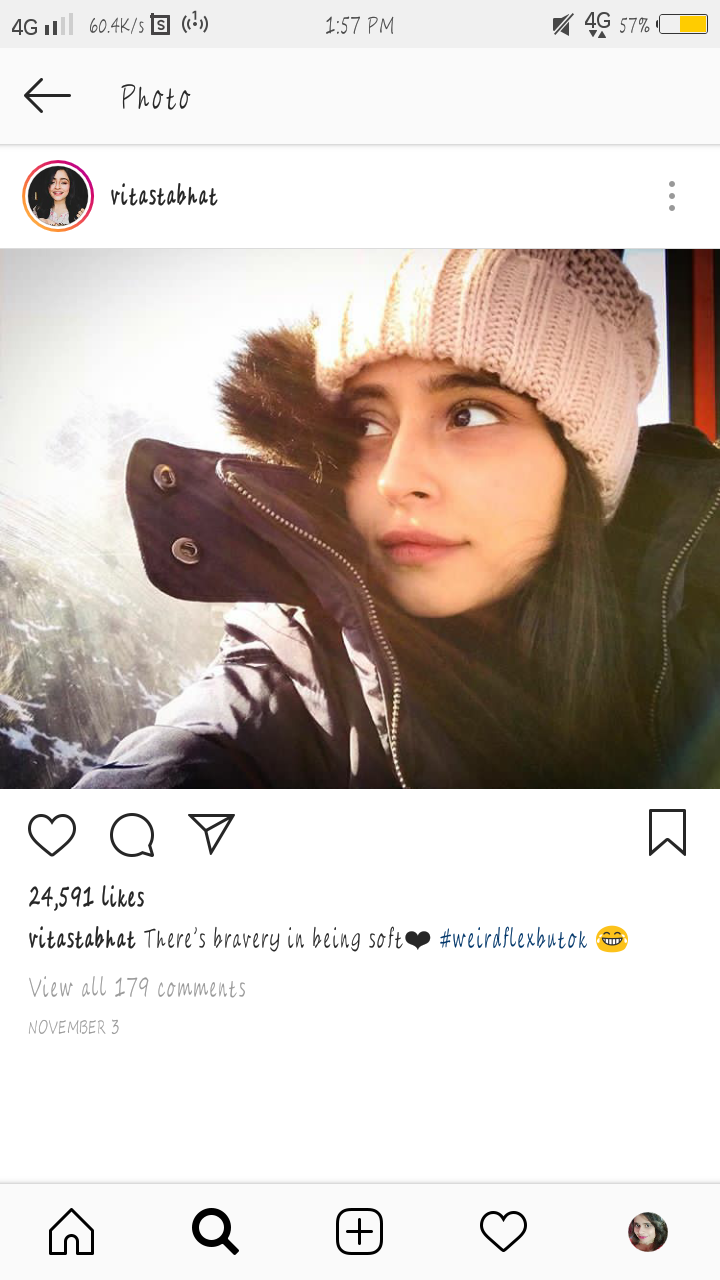 4G 60.4K/s S 1 1:57 PM 4G 57%
Photo
vitastabhat
24,591 likes
vitastabhat There's bravery in being soft❤ #weirdflexbutok 😂
View all 179 comments
NOVEMBER 3